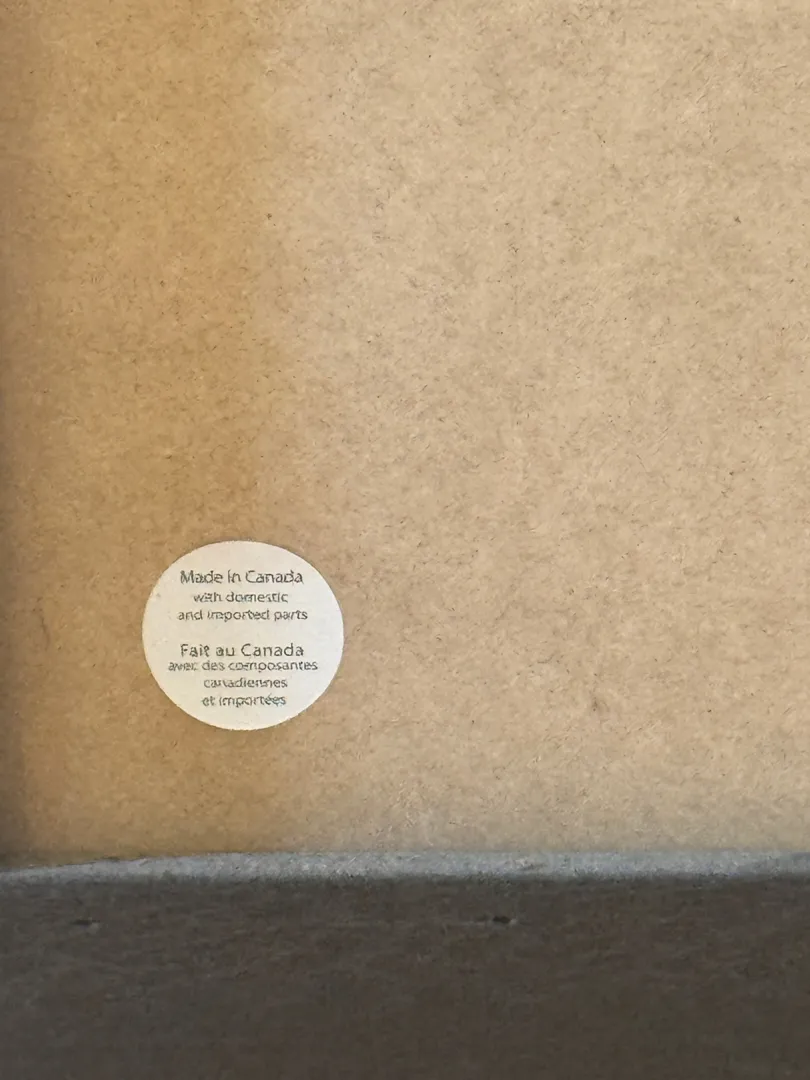 Made in Canada
with domestic
and imported parts
Fait au Canada
avec des composantes
canadiennes
et importées